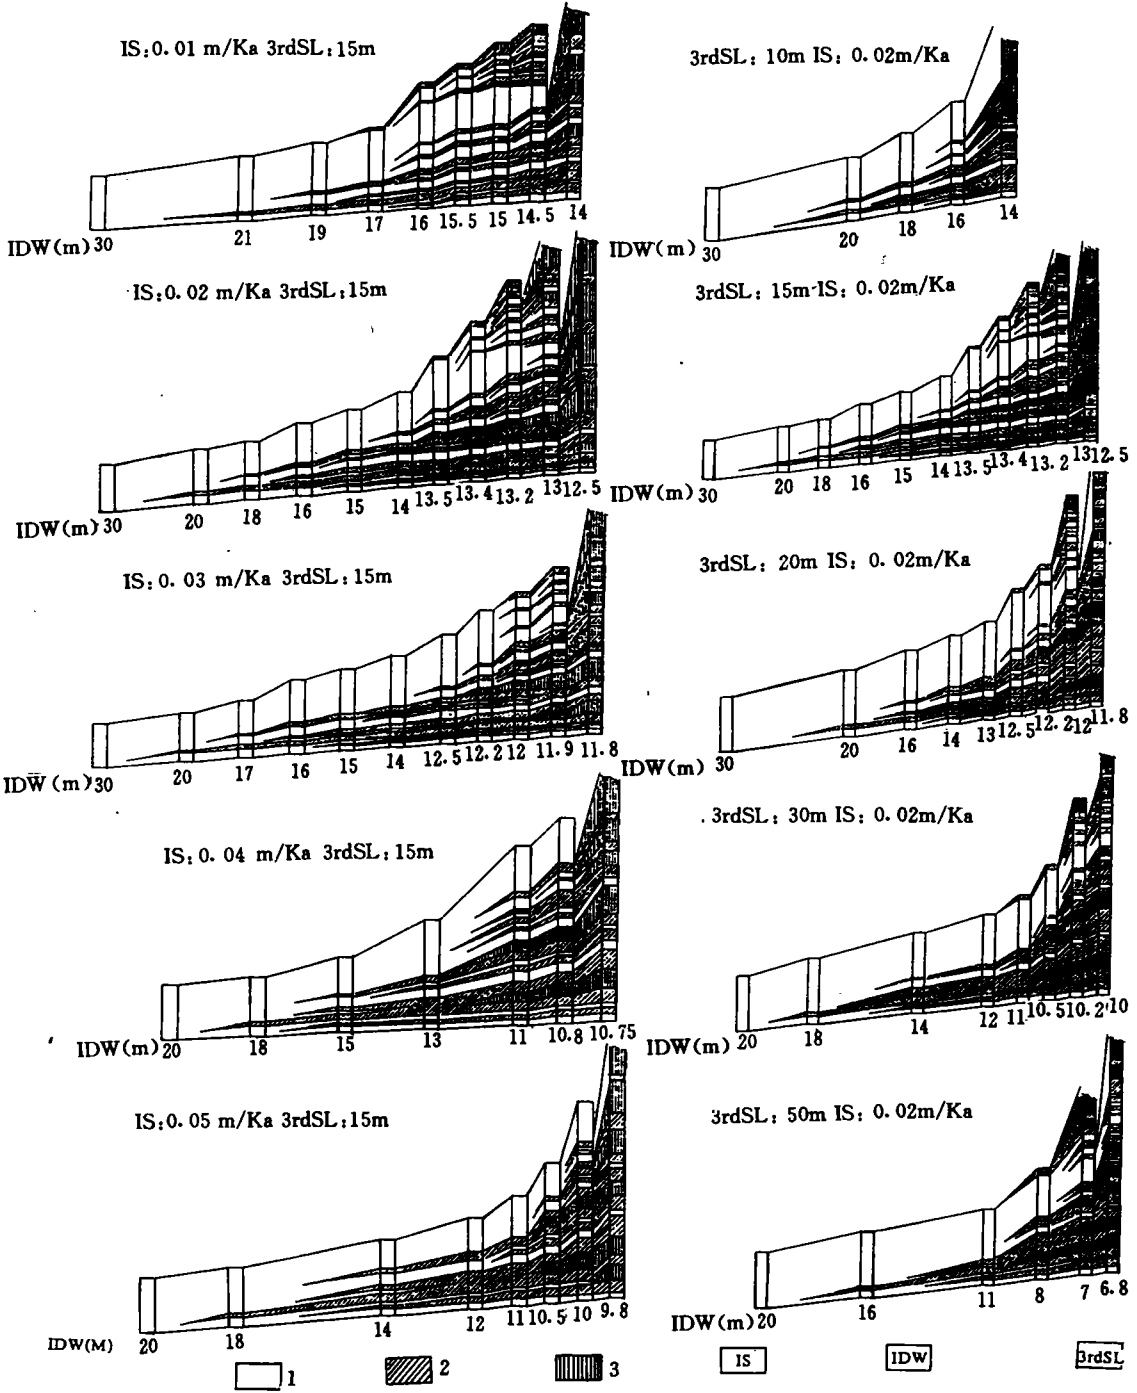 IS:0.01 m/Ka 3rdSL:15m
IDW(m) 30 21 19 17 16 15.5 15 14.5 14
IS:0.02 m/Ka 3rdSL:15m
IDW(m) 30 20 18 16 15 14 13.5 13.4 13.2 13 12.5
IS:0.03 m/Ka 3rdSL:15m
IDW(m) 30 20 17 16 15 14 12.5 12.2 12 11.9 11.8
IS:0.04 m/Ka 3rdSL:15m
IDW(m) 20 18 15 13 11 10.8 10.75
IS:0.05 m/Ka 3rdSL:15m
IDW(M) 20 18 14 12 11 10.5 10 9.8
3rdSL: 10m IS: 0.02m/Ka
IDW(m) 30 20 18 16 14
3rdSL: 15m IS: 0.02m/Ka
IDW(m) 30 20 18 16 15 14 13.5 13.4 13.2 13 12.5
3rdSL: 20m IS: 0.02m/Ka
IDW(m) 30 20 16 14 13 12.5 12.2 12 11.8
3rdSL: 30m IS: 0.02m/Ka
IDW(m) 20 18 14 12 11 10.5 10.2 10
3rdSL: 50m IS: 0.02m/Ka
IDW(m) 20 16 11 8 7 6.8
1 2 3 IS IDW 3rdSL